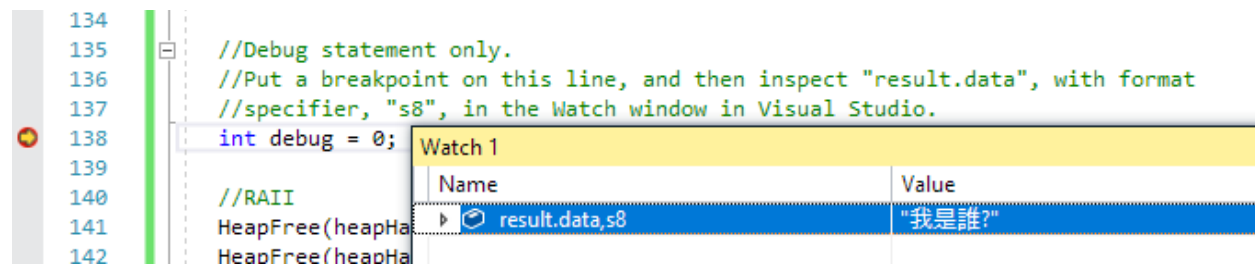 134
135 //Debug statement only.
136 //Put a breakpoint on this line, and then inspect "result.data", with format
137 //specifier, "s8", in the Watch window in Visual Studio.
138 int debug = 0;
139
140 //RAII
141 HeapFree(heapHa
142 HeapFree(heapHa
Watch 1
Name Value
result.data,s8 "我是誰?"